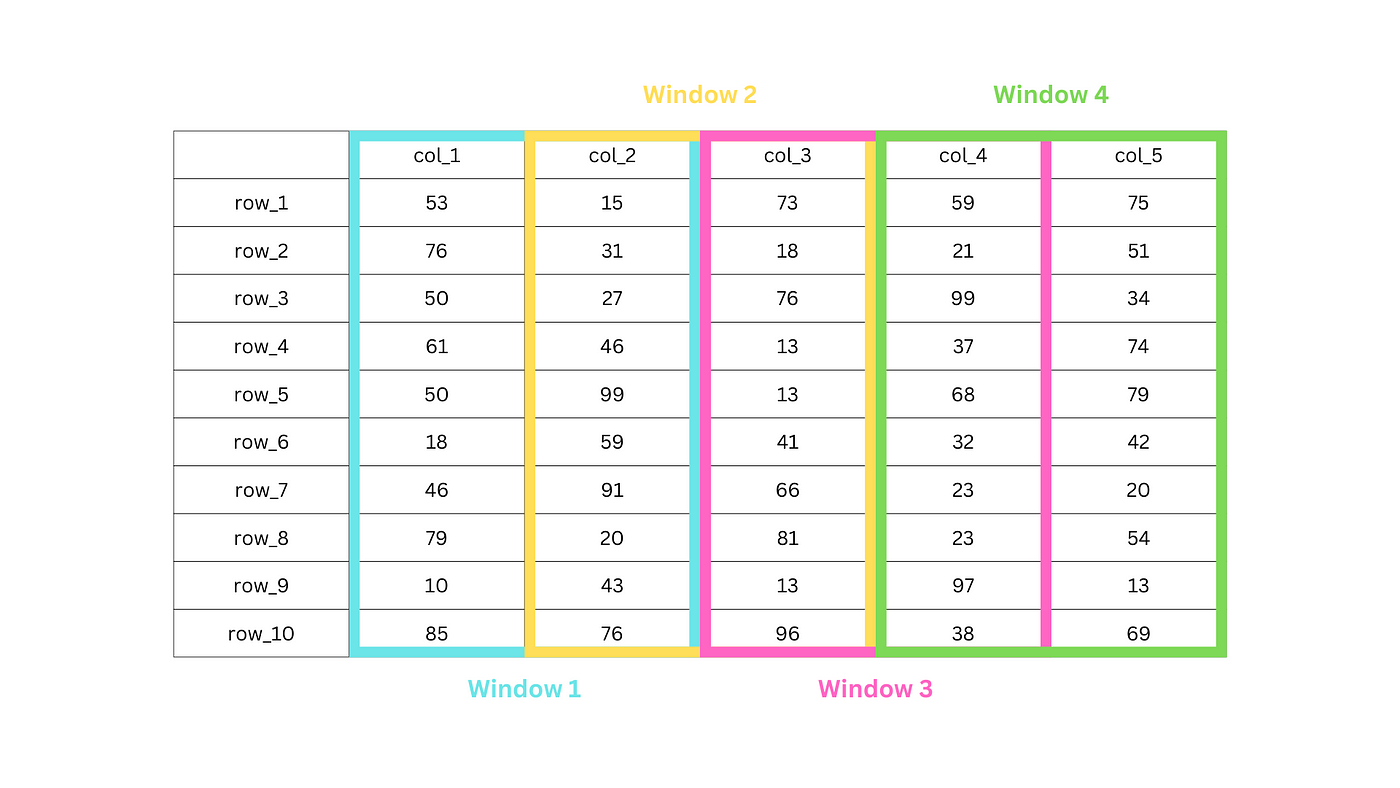 Window 2 Window 4
col_1 col_2 col_3 col_4 col_5
row_1 53 15 73 59 75
row_2 76 31 18 21 51
row_3 50 27 76 99 34
row_4 61 46 13 37 74
row_5 50 99 13 68 79
row_6 18 59 41 32 42
row_7 46 91 66 23 20
row_8 79 20 81 23 54
row_9 10 43 13 97 13
row_10 85 76 96 38 69
Window 1 Window 3